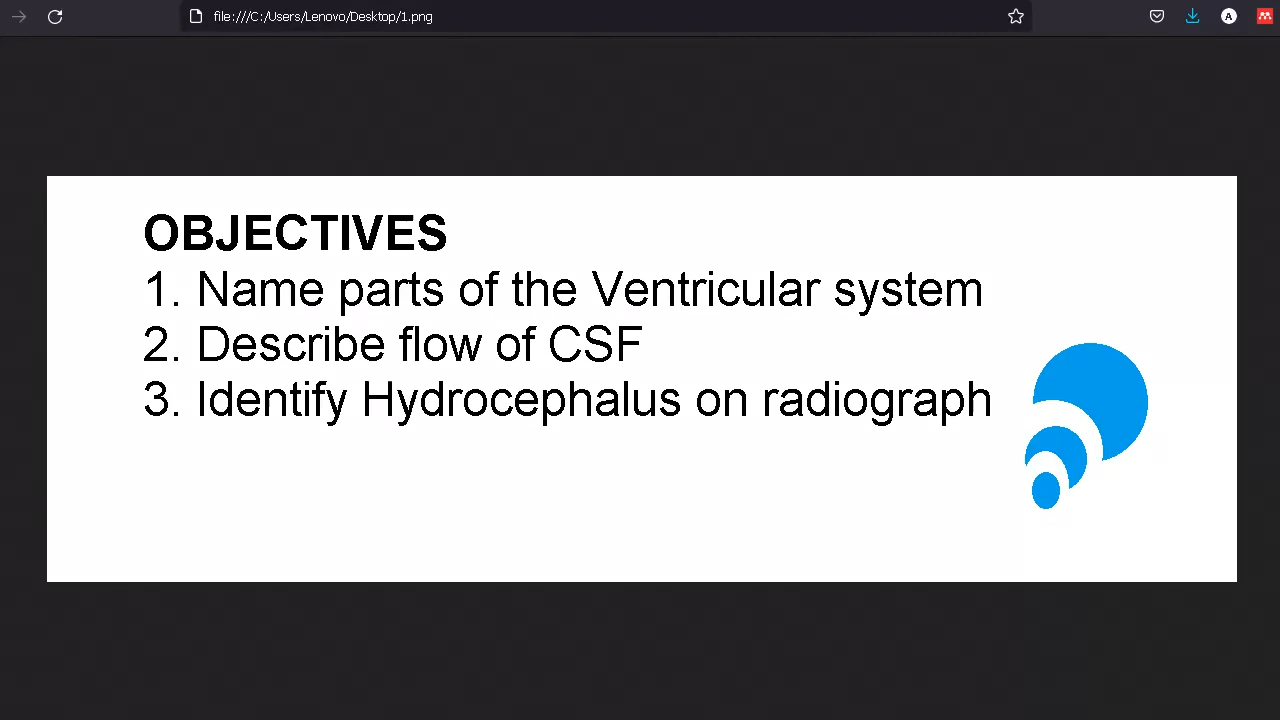 file:///C:/Users/Lenovo/Desktop/1.png
A
OBJECTIVES
1. Name parts of the Ventricular system
2. Describe flow of CSF
3. Identify Hydrocephalus on radiograph